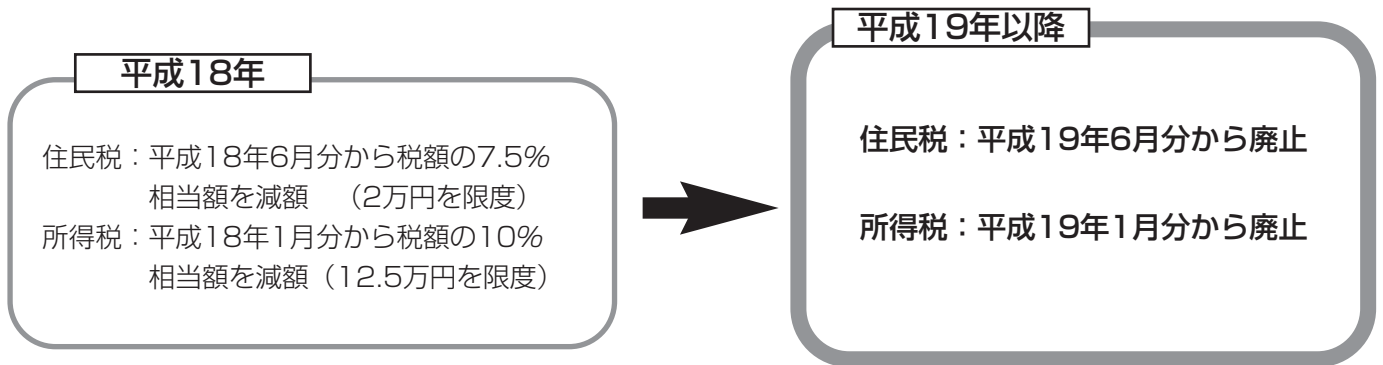 平成18年
住民税：平成18年6月分から税額の7.5%
相当額を減額　（2万円を限度）
所得税：平成18年1月分から税額の10%
相当額を減額（12.5万円を限度）
平成19年以降
住民税：平成19年6月分から廃止
所得税：平成19年1月分から廃止